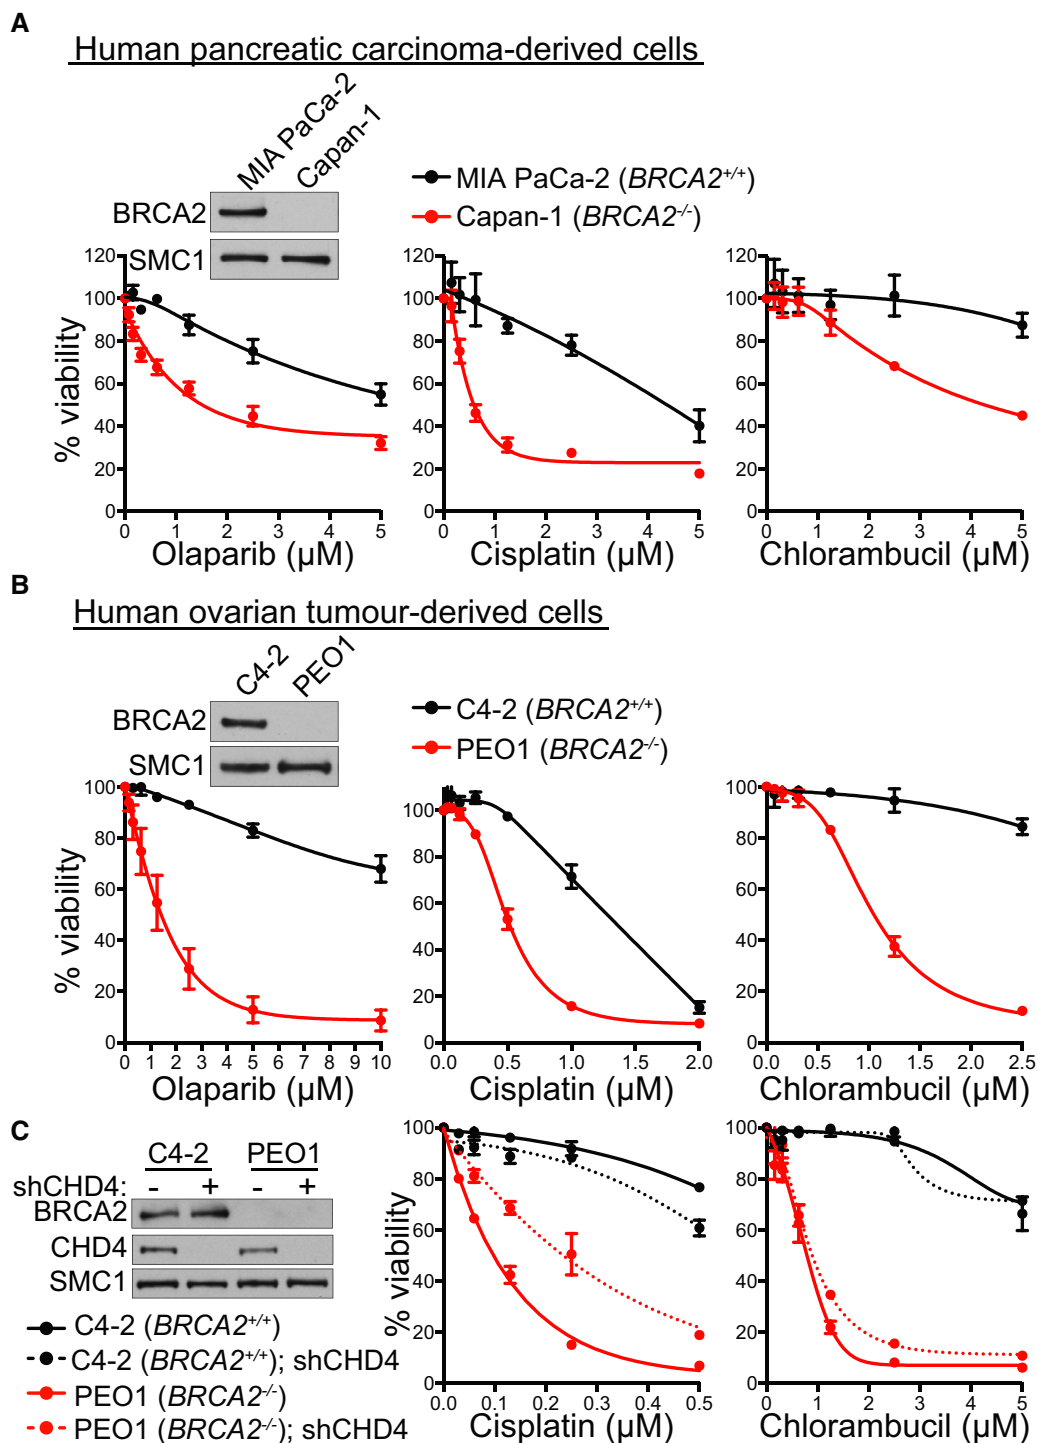 A
Human pancreatic carcinoma-derived cells
MIA PaCa-2
Capan-1
BRCA2
SMC1
MIA PaCa-2 (BRCA2+/+)
Capan-1 (BRCA2-/-)
% viability
120
100
80
60
40
20
0
0 1 2 3 4 5
Olaparib (µM)
120
100
80
60
40
20
0
0 1 2 3 4 5
Cisplatin (µM)
120
100
80
60
40
20
0
0 1 2 3 4 5
Chlorambucil (µM)
B
Human ovarian tumour-derived cells
C4-2
PEO1
BRCA2
SMC1
C4-2 (BRCA2+/+)
PEO1 (BRCA2-/-)
% viability
100
80
60
40
20
0
0 1 2 3 4 5 6 7 8 9 10
Olaparib (µM)
100
80
60
40
20
0
0.0 0.5 1.0 1.5 2.0
Cisplatin (µM)
100
80
60
40
20
0
0.0 0.5 1.0 1.5 2.0 2.5
Chlorambucil (µM)
C
C4-2 PEO1
shCHD4: - + - +
BRCA2
CHD4
SMC1
C4-2 (BRCA2+/+)
C4-2 (BRCA2+/+); shCHD4
PEO1 (BRCA2-/-)
PEO1 (BRCA2-/-); shCHD4
% viability
100
80
60
40
20
0
0.0 0.1 0.2 0.3 0.4 0.5
Cisplatin (µM)
100
80
60
40
20
0
0 1 2 3 4 5
Chlorambucil (µM)